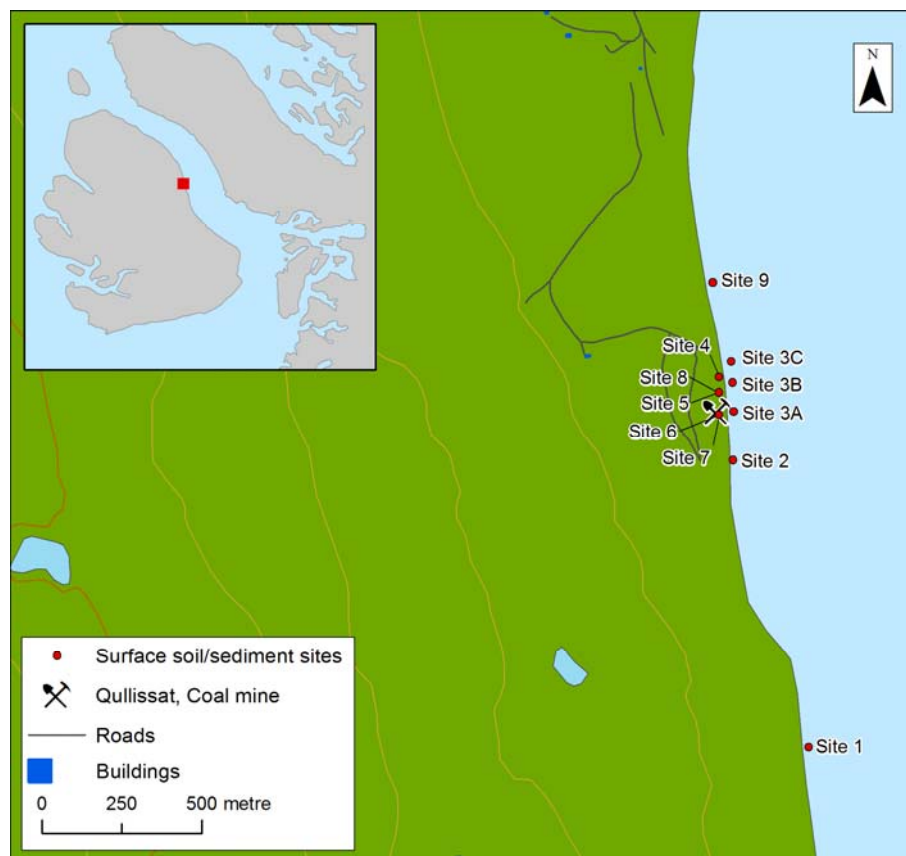 N
Site 9
Site 4
Site 3C
Site 8
Site 3B
Site 5
Site 3A
Site 6
Site 7
Site 2
Surface soil/sediment sites
Qullissat, Coal mine
Roads
Buildings
0 250 500 metre
Site 1